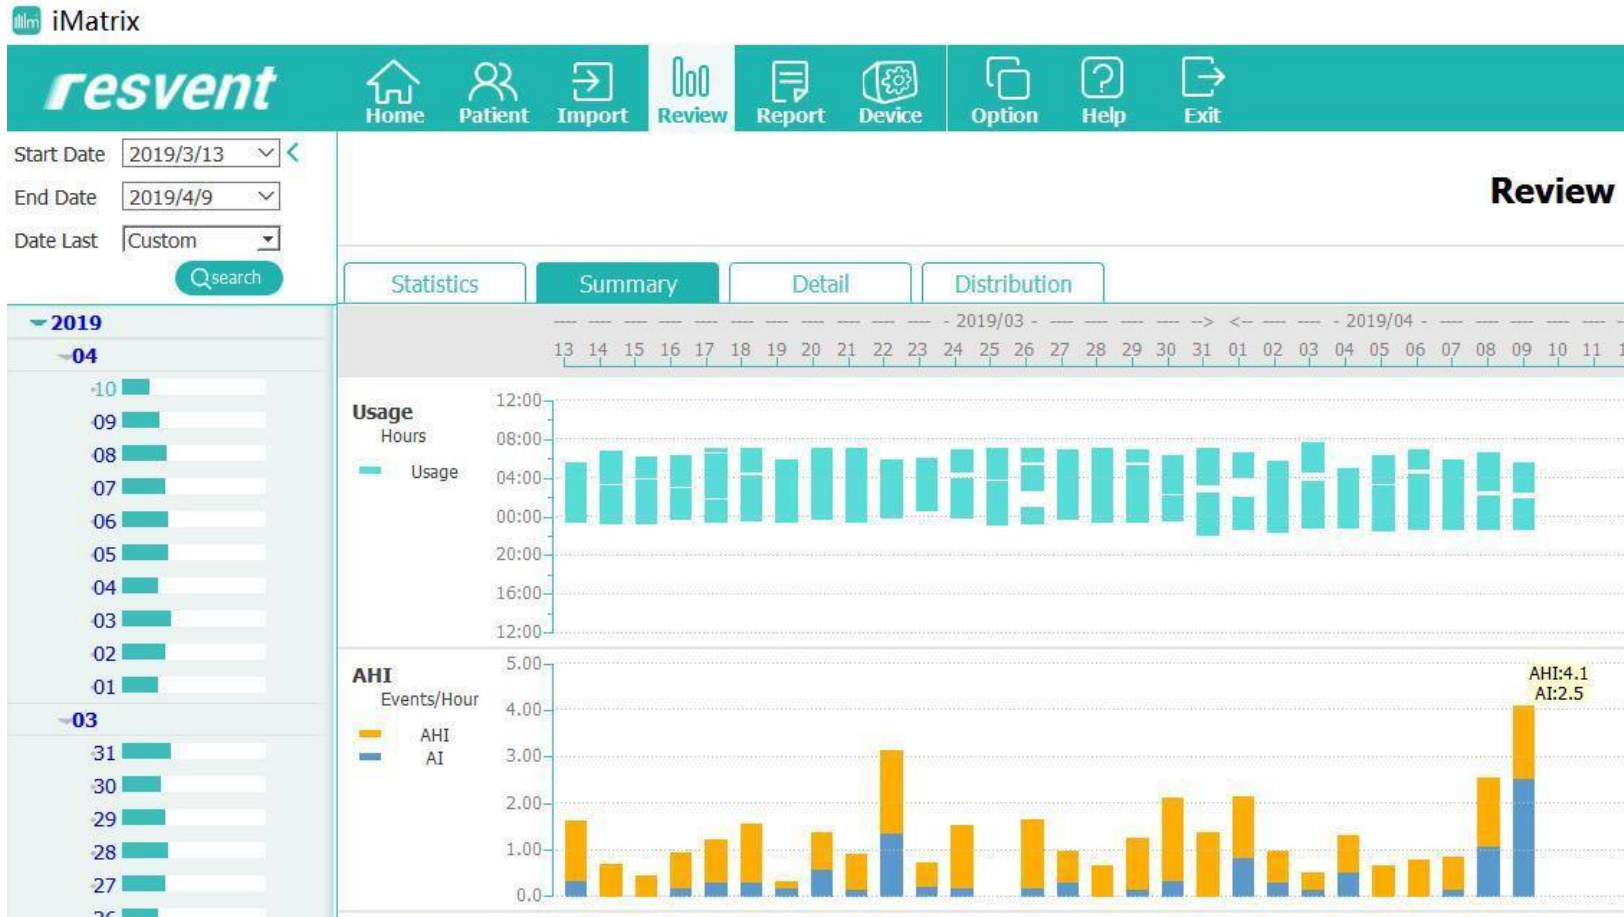 iMatrix
resvent
Home Patient Import Review Report Device Option Help Exit
Start Date 2019/3/13
End Date 2019/4/9
Date Last Custom
search
Review
Statistics Summary Detail Distribution
2019
04
10
09
08
07
06
05
04
03
02
01
03
31
30
29
28
27
26
---- ---- ---- ---- ---- ---- ---- ---- ---- ---- ---- - 2019/03 - ---- ---- ---- ---- --> <-- ---- ---- - 2019/04 - ---- ---- ---- ---- ----
13 14 15 16 17 18 19 20 21 22 23 24 25 26 27 28 29 30 31 01 02 03 04 05 06 07 08 09 10 11
Usage
Hours
Usage
12:00
08:00
04:00
00:00
20:00
16:00
12:00
AHI
Events/Hour
AHI
AI
5.00
4.00
3.00
2.00
1.00
0.0
AHI:4.1
AI:2.5